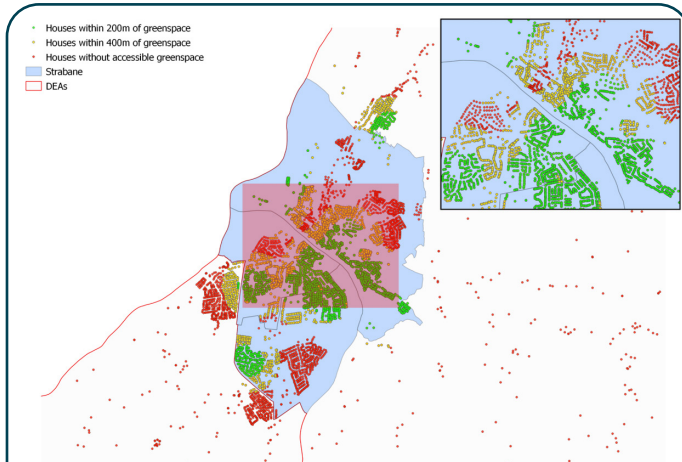 Houses within 200m of greenspace
Houses within 400m of greenspace
Houses without accessible greenspace
Strabane
DEAs